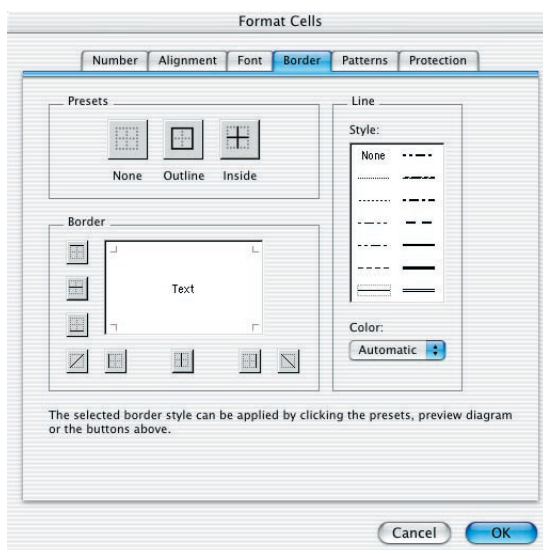 Format Cells
Number Alignment Font Border Patterns Protection
Presets
None Outline Inside
Border
Text
Line
Style:
None
Color:
Automatic
The selected border style can be applied by clicking the presets, preview diagram
or the buttons above.
Cancel OK